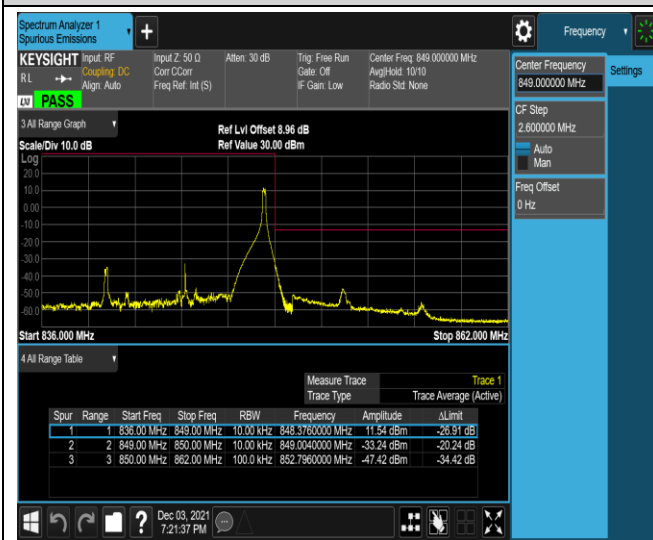 Spectrum Analyzer 1
Spurious Emissions
Frequency
KEYSIGHT Input: RF
RL
Coupling: DC
Align: Auto
Input Z: 50 Ω
Corr CCorr
Freq Ref: Int (S)
Atten: 30 dB
Trig: Free Run
Gate: Off
IF Gain: Low
Center Freq: 849.000000 MHz
Avg|Hold: 10/10
Radio Std: None
LXI PASS
Center Frequency
849.000000 MHz
Settings
CF Step
2.600000 MHz
Auto
Man
Freq Offset
0 Hz
3 All Range Graph
Ref Lvl Offset 8.96 dB
Scale/Div 10.0 dB
Ref Value 30.00 dBm
Log
20.0
10.0
0.00
-10.0
-20.0
-30.0
-40.0
-50.0
-60.0
Start 836.000 MHz
Stop 862.000 MHz
4 All Range Table
Measure Trace Trace 1
Trace Type Trace Average (Active)
Spur Range Start Freq Stop Freq RBW Frequency Amplitude ΔLimit
1 1 836.00 MHz 849.00 MHz 10.00 kHz 848.3760000 MHz 11.54 dBm -26.91 dB
2 2 849.00 MHz 850.00 MHz 10.00 kHz 849.0040000 MHz -33.24 dBm -20.24 dB
3 3 850.00 MHz 862.00 MHz 100.0 kHz 852.7960000 MHz -47.42 dBm -34.42 dB
Dec 03, 2021
7:21:37 PM